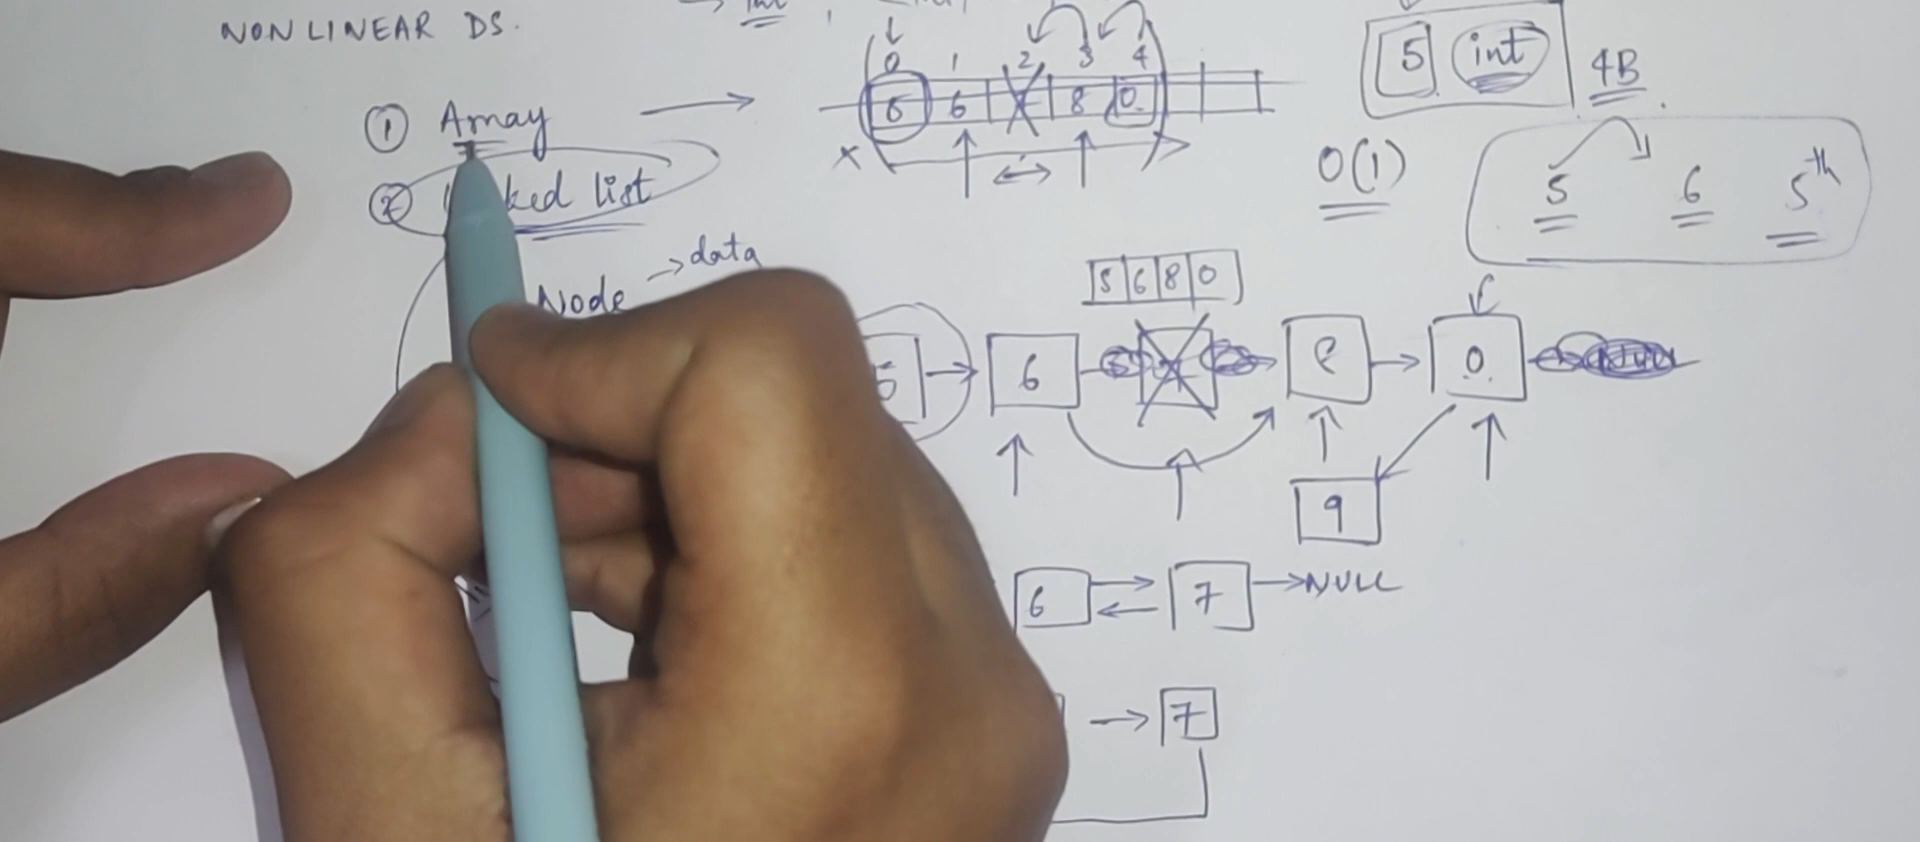 NON LINEAR DS.
5 int 4B
0 1 2 3 4
① Array → 5 6 8 0
② list
O(1)
5 6 5th
→ data
Node
5 6 8 0
5 → 6 8 → 0
9
6 7 → NULL
→ 7